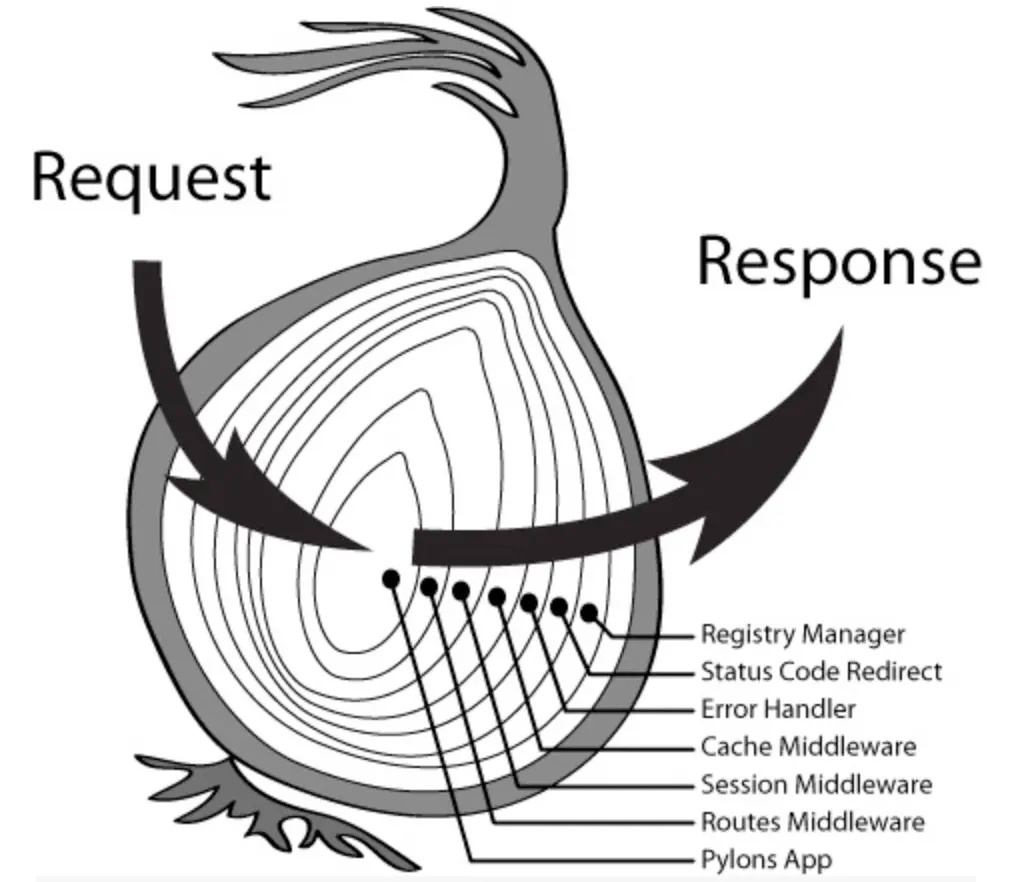 Request
Response
Registry Manager
Status Code Redirect
Error Handler
Cache Middleware
Session Middleware
Routes Middleware
Pylons App